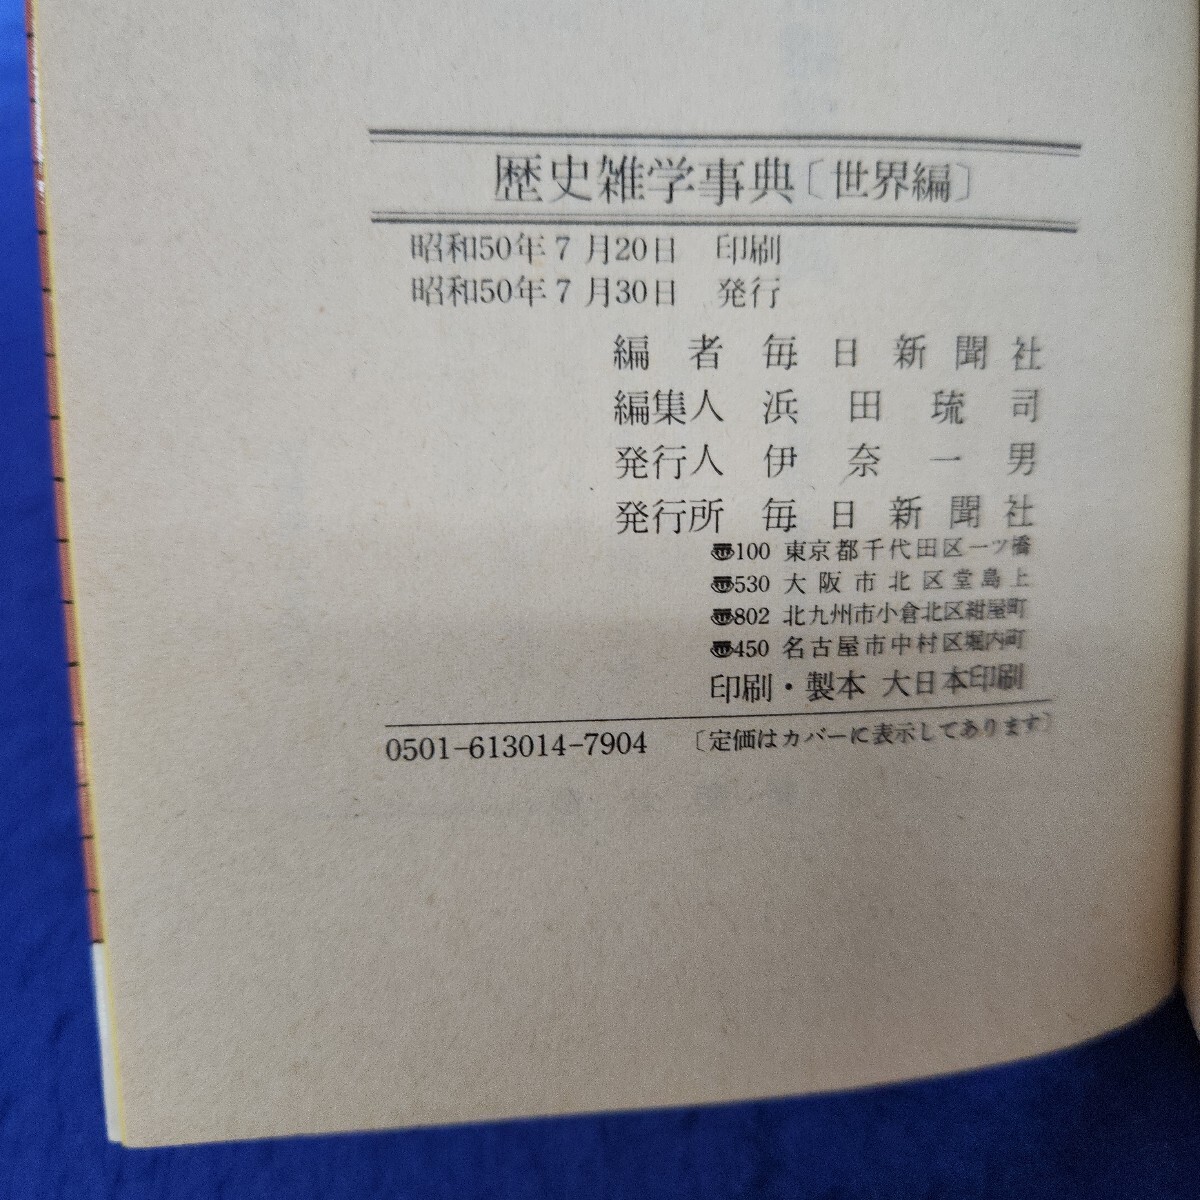 歴史雑学事典〔世界編〕
昭和50年7月20日 印刷
昭和50年7月30日 発行
編者 毎日新聞社
編集人 浜田琉司
発行人 伊奈一男
発行所 毎日新聞社
〠100 東京都千代田区一ツ橋
〠530 大阪市北区堂島上
〠802 北九州市小倉北区紺屋町
〠450 名古屋市中村区堀内町
印刷・製本 大日本印刷
0501-613014-7904 〔定価はカバーに表示してあります〕